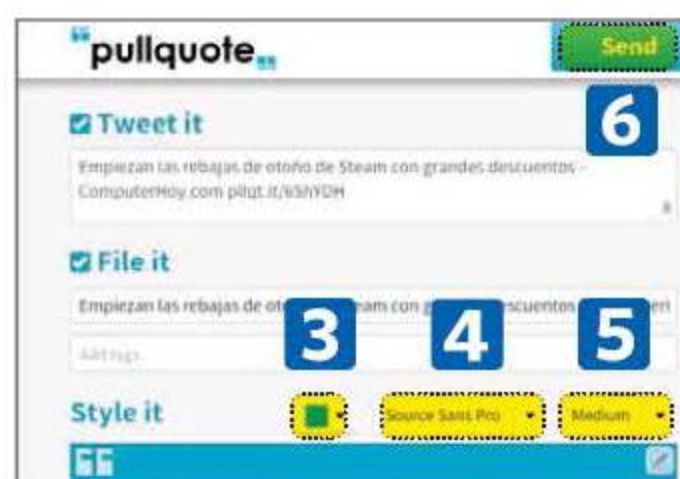 pullquote
Send
6
Tweet it
Empiezan las rebajas de otoño de Steam con grandes descuentos -
ComputerHoy.com
8
File it
Empiezan las rebajas de
3
4
5
Add tags
Style it
Source Sans Pro
Medium